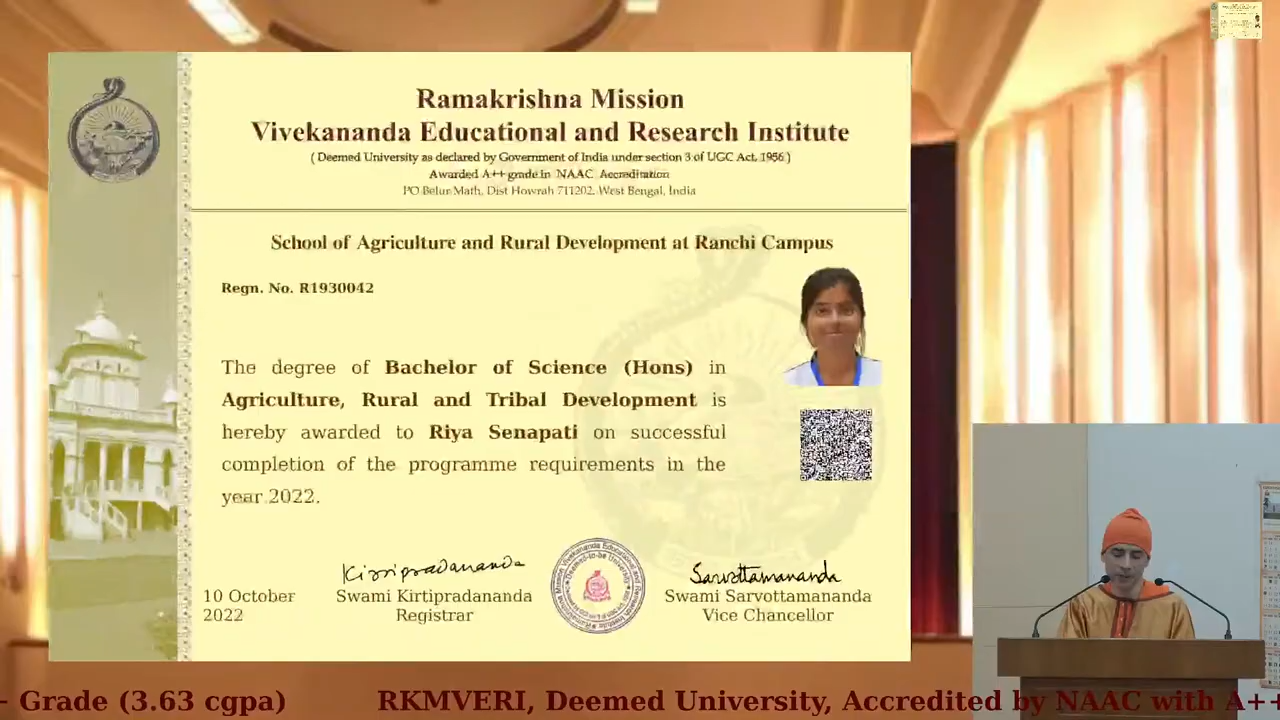 Ramakrishna Mission
Vivekananda Educational and Research Institute
( Deemed University as declared by Government of India under section 3 of UGC Act, 1956 )
Awarded A++ grade in NAAC Accreditation
PO Belur Math, Dist Howrah 711202, West Bengal, India
School of Agriculture and Rural Development at Ranchi Campus
Regn. No. R1930042
The degree of Bachelor of Science (Hons) in
Agriculture, Rural and Tribal Development is
hereby awarded to Riya Senapati on successful
completion of the programme requirements in the
year 2022.
Kirtipradananda
Sarvottamananda
10 October
2022
Swami Kirtipradananda
Registrar
Swami Sarvottamananda
Vice Chancellor
- Grade (3.63 cgpa) RKMVERI, Deemed University, Accredited by NAAC with A++